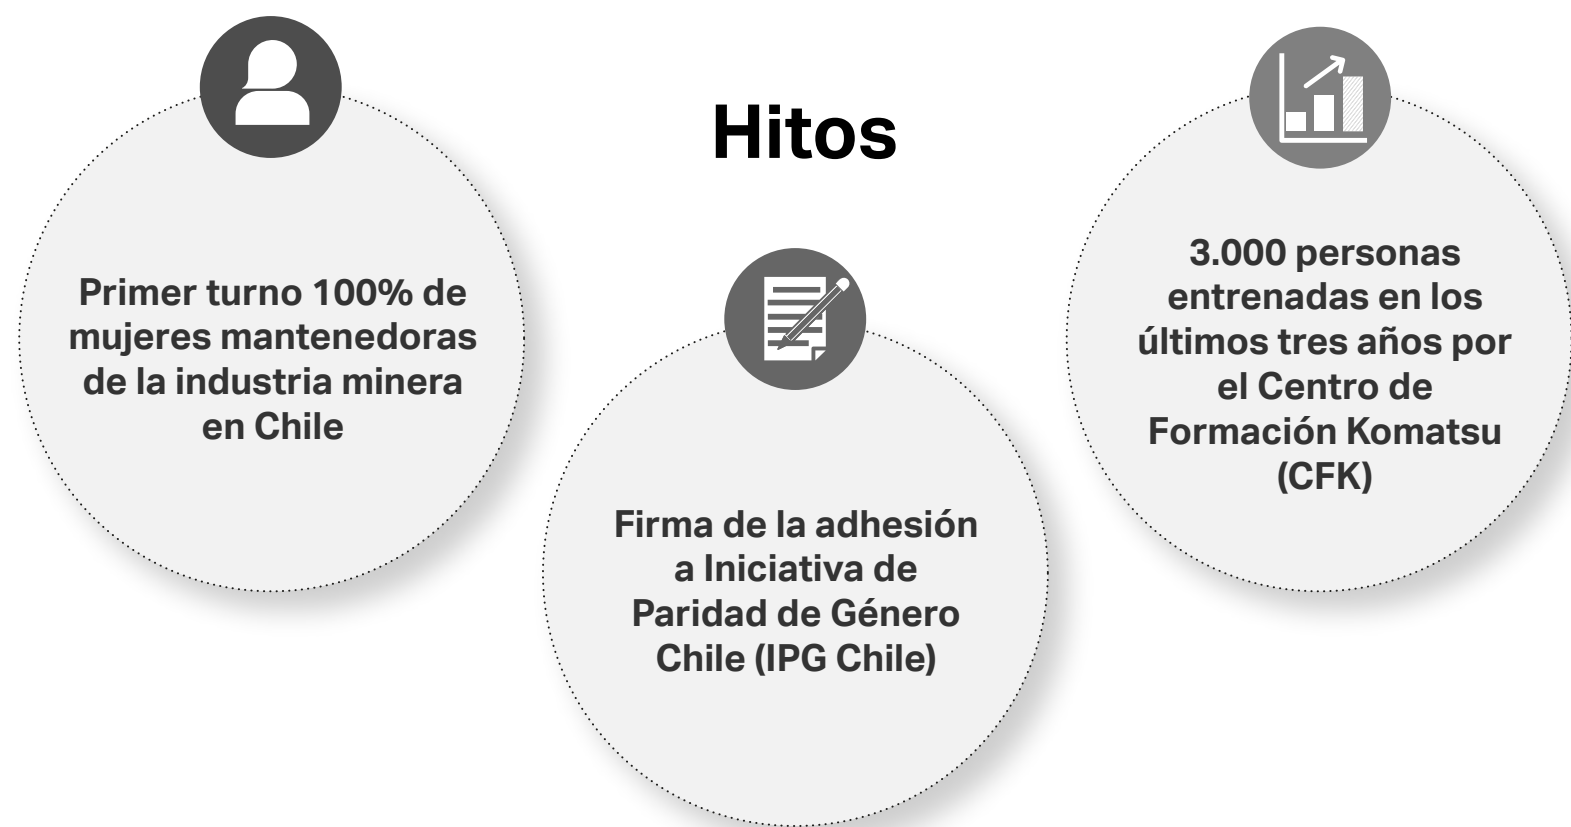 Hitos
Primer turno 100% de
mujeres mantenedoras
de la industria minera
en Chile
Firma de la adhesión
a Iniciativa de
Paridad de Género
Chile (IPG Chile)
3.000 personas
entrenadas en los
últimos tres años por
el Centro de
Formación Komatsu
(CFK)